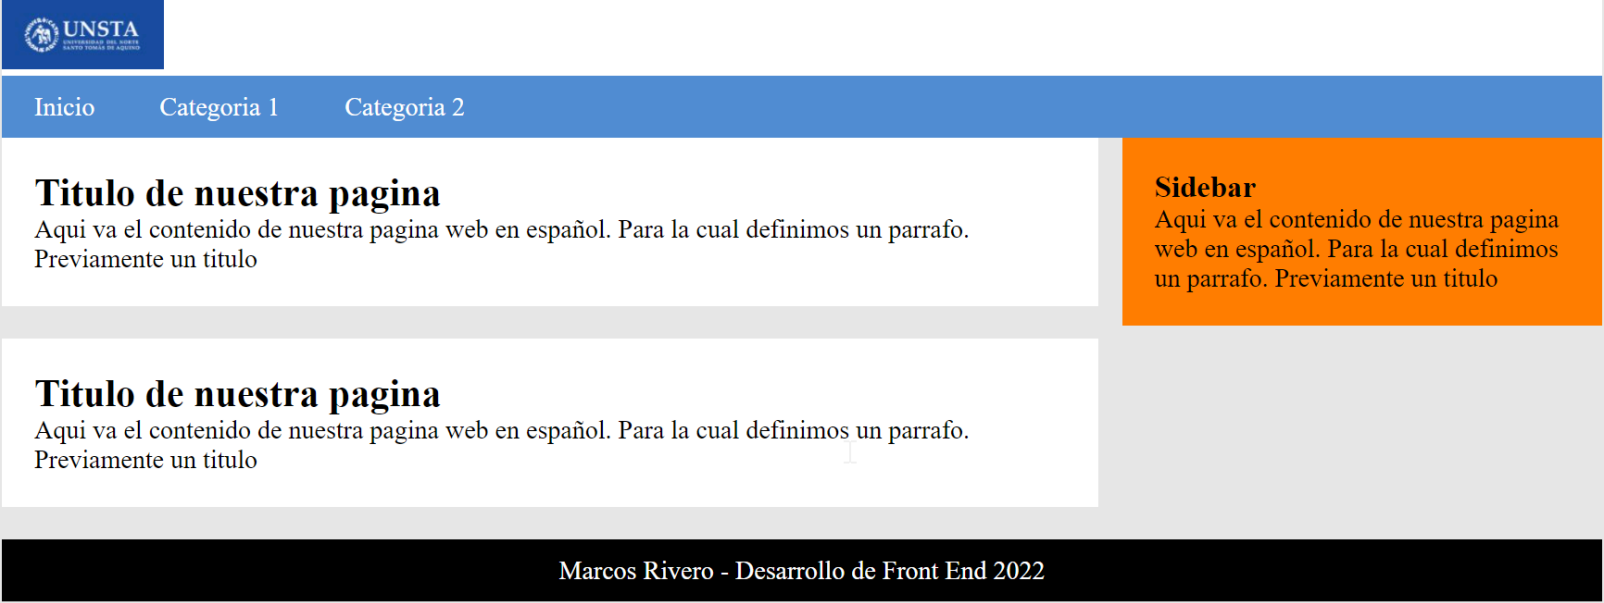 UNSTA
UNIVERSIDAD DEL NORTE
SANTO TOMÁS DE AQUINO
Inicio Categoria 1 Categoria 2
Titulo de nuestra pagina
Aqui va el contenido de nuestra pagina web en español. Para la cual definimos un parrafo.
Previamente un titulo
Sidebar
Aqui va el contenido de nuestra pagina
web en español. Para la cual definimos
un parrafo. Previamente un titulo
Titulo de nuestra pagina
Aqui va el contenido de nuestra pagina web en español. Para la cual definimos un parrafo.
Previamente un titulo
Marcos Rivero - Desarrollo de Front End 2022